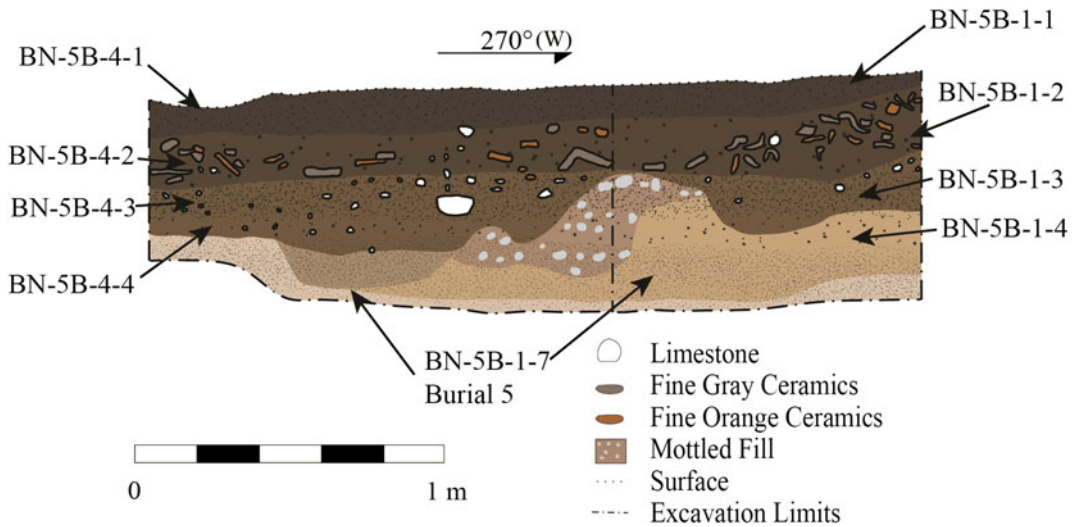 BN-5B-1-1
270° (W)
BN-5B-4-1
BN-5B-1-2
BN-5B-4-2
BN-5B-1-3
BN-5B-4-3
BN-5B-1-4
BN-5B-4-4
BN-5B-1-7
Burial 5
Limestone
Fine Gray Ceramics
Fine Orange Ceramics
Mottled Fill
Surface
Excavation Limits
0
1 m